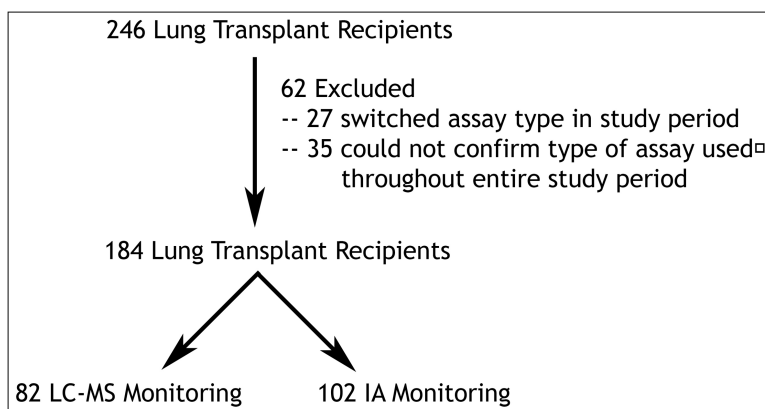 246 Lung Transplant Recipients
62 Excluded
-- 27 switched assay type in study period
-- 35 could not confirm type of assay used
throughout entire study period
184 Lung Transplant Recipients
82 LC-MS Monitoring
102 IA Monitoring